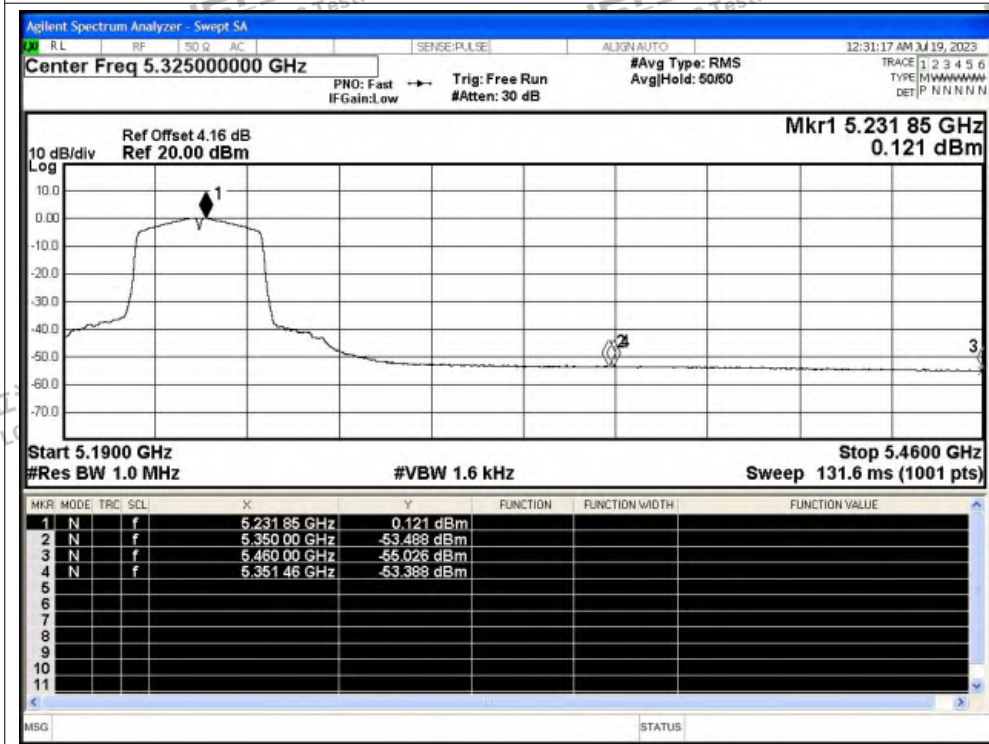 Agilent Spectrum Analyzer - Swept SA
RL RF 50 Ω AC SENSE:PULSE ALIGN AUTO 12:31:17 AM Jul 19, 2023
Center Freq 5.325000000 GHz
PNO: Fast
IFGain:Low
Trig: Free Run
#Atten: 30 dB
#Avg Type: RMS
Avg|Hold: 50/50
TRACE 1 2 3 4 5 6
TYPE M W W W W W
DET P N N N N N
Ref Offset 4.16 dB
10 dB/div Ref 20.00 dBm
Log
Mkr1 5.231 85 GHz
0.121 dBm
10.0
0.00
-10.0
-20.0
-30.0
-40.0
-50.0
-60.0
-70.0
1
2 4
3
Start 5.1900 GHz Stop 5.4600 GHz
#Res BW 1.0 MHz #VBW 1.6 kHz Sweep 131.6 ms (1001 pts)
MKR MODE TRC SCL X Y FUNCTION FUNCTION WIDTH FUNCTION VALUE
1 N f 5.231 85 GHz 0.121 dBm
2 N f 5.350 00 GHz -53.488 dBm
3 N f 5.460 00 GHz -55.026 dBm
4 N f 5.351 46 GHz -53.388 dBm
5
6
7
8
9
10
11
MSG STATUS